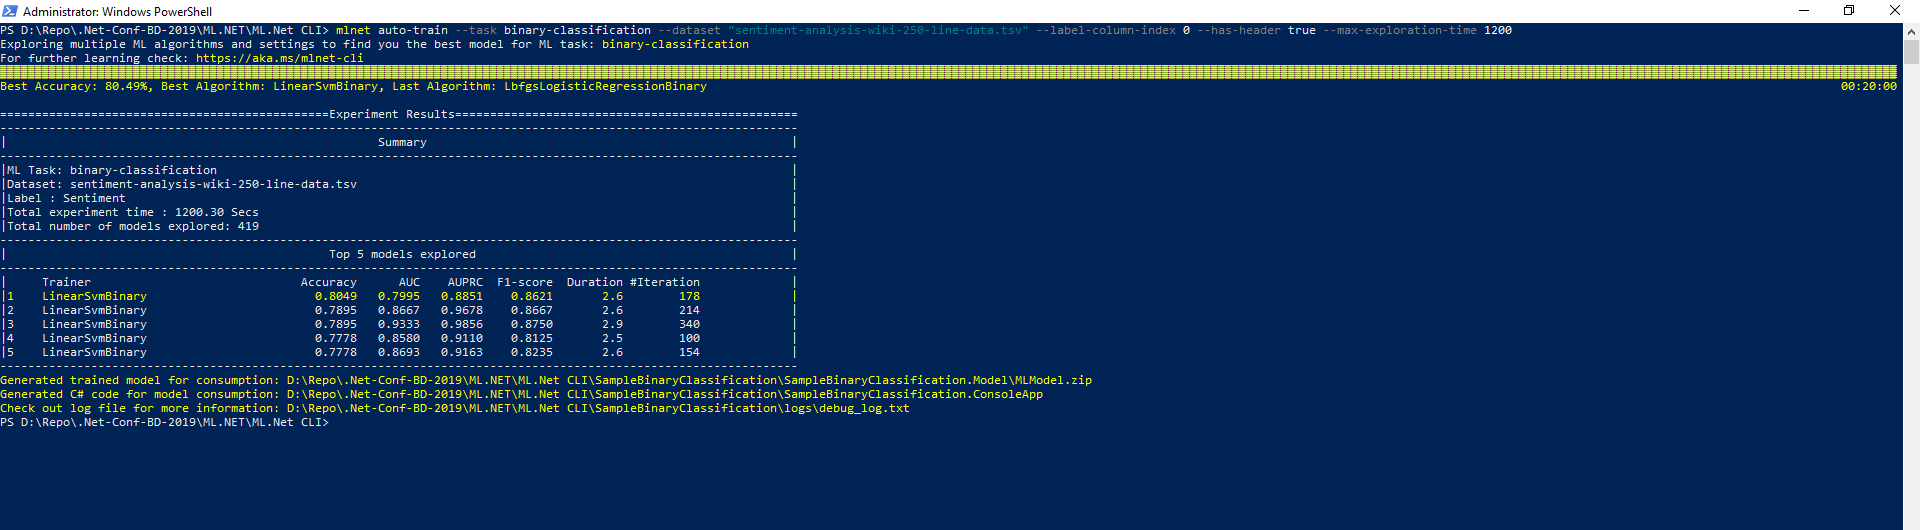 Administrator: Windows PowerShell
PS D:\Repo\.Net-Conf-BD-2019\ML.NET\ML.Net CLI> mlnet auto-train --task binary-classification --dataset "sentiment-analysis-wiki-250-line-data.tsv" --label-column-index 0 --has-header true --max-exploration-time 1200
Exploring multiple ML algorithms and settings to find you the best model for ML task: binary-classification
For further learning check: https://aka.ms/mlnet-cli
Best Accuracy: 80.49%, Best Algorithm: LinearSvmBinary, Last Algorithm: LbfgsLogisticRegressionBinary 00:20:00
===============================================Experiment Results=================================================
------------------------------------------------------------------------------------------------------------------
| Summary |
------------------------------------------------------------------------------------------------------------------
|ML Task: binary-classification |
|Dataset: sentiment-analysis-wiki-250-line-data.tsv |
|Label : Sentiment |
|Total experiment time : 1200.30 Secs |
|Total number of models explored: 419 |
------------------------------------------------------------------------------------------------------------------
| Top 5 models explored |
------------------------------------------------------------------------------------------------------------------
| Trainer Accuracy AUC AUPRC F1-score Duration #Iteration |
|1 LinearSvmBinary 0.8049 0.7995 0.8851 0.8621 2.6 178 |
|2 LinearSvmBinary 0.7895 0.8667 0.9678 0.8667 2.6 214 |
|3 LinearSvmBinary 0.7895 0.9333 0.9856 0.8750 2.9 340 |
|4 LinearSvmBinary 0.7778 0.8580 0.9110 0.8125 2.5 100 |
|5 LinearSvmBinary 0.7778 0.8693 0.9163 0.8235 2.6 154 |
------------------------------------------------------------------------------------------------------------------
Generated trained model for consumption: D:\Repo\.Net-Conf-BD-2019\ML.NET\ML.Net CLI\SampleBinaryClassification\SampleBinaryClassification.Model\MLModel.zip
Generated C# code for model consumption: D:\Repo\.Net-Conf-BD-2019\ML.NET\ML.Net CLI\SampleBinaryClassification\SampleBinaryClassification.ConsoleApp
Check out log file for more information: D:\Repo\.Net-Conf-BD-2019\ML.NET\ML.Net CLI\SampleBinaryClassification\logs\debug_log.txt
PS D:\Repo\.Net-Conf-BD-2019\ML.NET\ML.Net CLI>